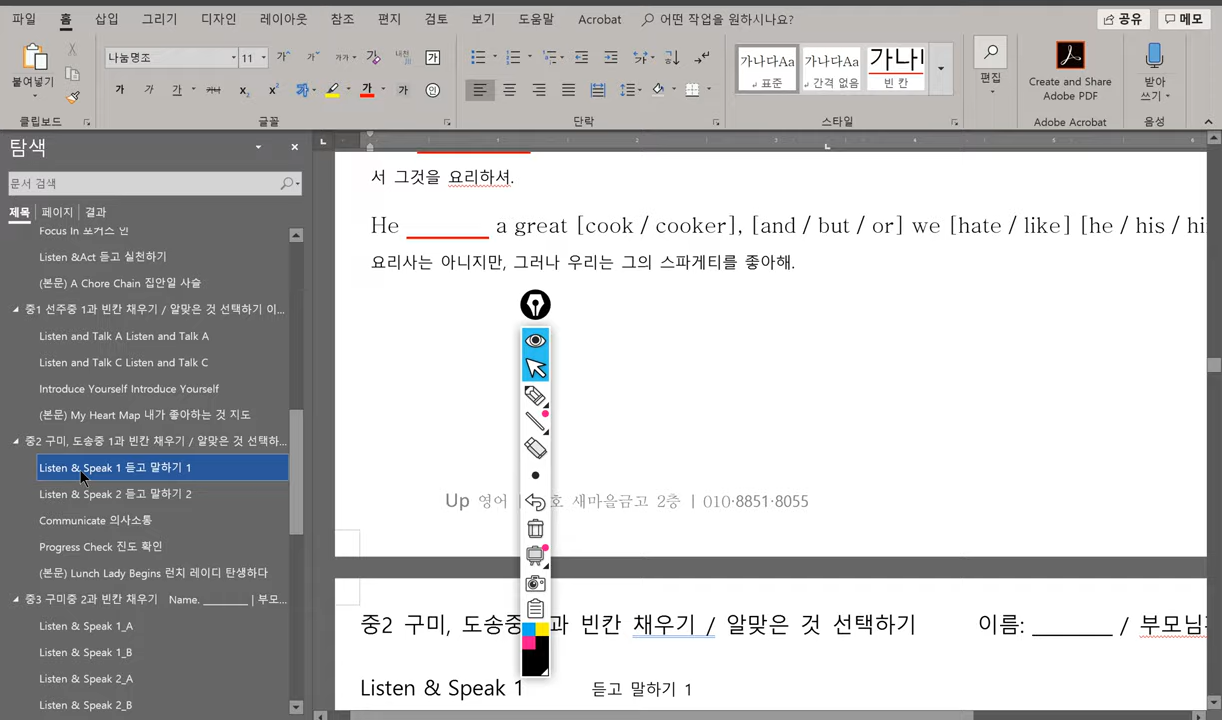 파일 홈 삽입 그리기 디자인 레이아웃 참조 편지 검토 보기 도움말 Acrobat 어떤 작업을 원하시나요? 공유 메모
붙여넣기
나눔명조 11
가나다Aa 가나다Aa 가나
표준 간격 없음 빈 칸
편집
Create and Share Adobe PDF
받아쓰기
클립보드 글꼴 단락 스타일 Adobe Acrobat 음성
탐색
문서 검색
제목 페이지 결과
Focus In 포커스 인
Listen &Act 듣고 실천하기
(본문) A Chore Chain 집안일 사슬
중1 선주중 1과 빈칸 채우기 / 알맞은 것 선택하기 이...
Listen and Talk A Listen and Talk A
Listen and Talk C Listen and Talk C
Introduce Yourself Introduce Yourself
(본문) My Heart Map 내가 좋아하는 것 지도
중2 구미, 도송중 1과 빈칸 채우기 / 알맞은 것 선택하...
Listen & Speak 1 듣고 말하기 1
Listen & Speak 2 듣고 말하기 2
Communicate 의사소통
Progress Check 진도 확인
(본문) Lunch Lady Begins 런치 레이디 탄생하다
중3 구미중 2과 빈칸 채우기 Name. ________ | 부모...
Listen & Speak 1_A
Listen & Speak 1_B
Listen & Speak 2_A
Listen & Speak 2_B
서 그것을 요리하셔.
He ________ a great [cook / cooker], [and / but / or] we [hate / like] [he / his /
요리사는 아니지만, 그러나 우리는 그의 스파게티를 좋아해.
Up 영어 호 새마을금고 2층 | 010·8851·8055
중2 구미, 도송중 과 빈칸 채우기 / 알맞은 것 선택하기 이름: ________ / 부모님
Listen & Speak 1 듣고 말하기 1